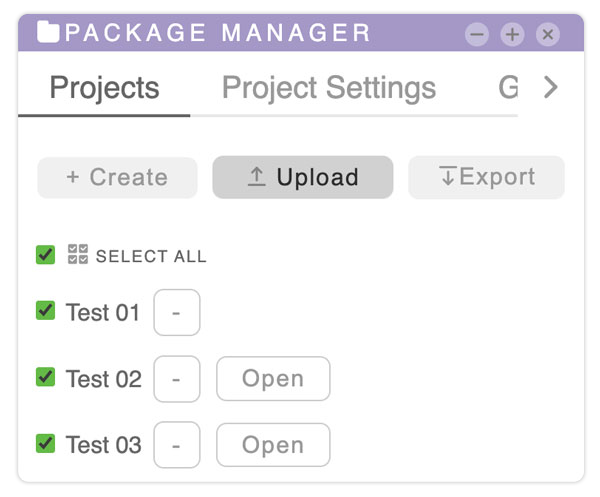 PACKAGE MANAGER
Projects Project Settings G
+ Create Upload Export
SELECT ALL
Test 01 -
Test 02 - Open
Test 03 - Open